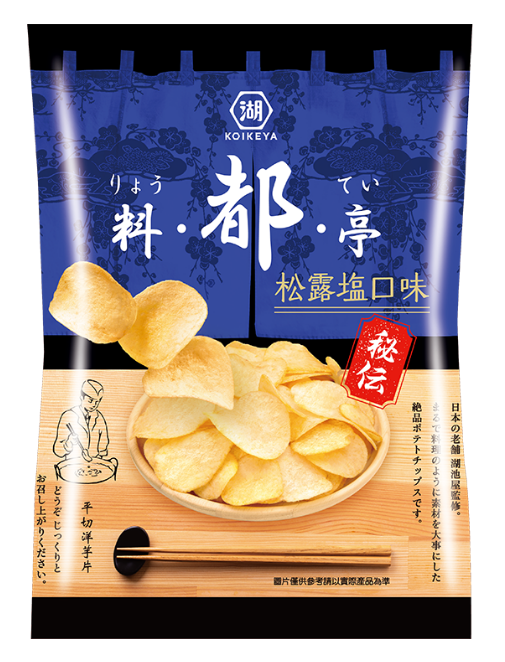 湖
KOIKEYA
りょう
てい
料・都・亭
松露塩口味
秘伝
日本の老舗 湖池屋監修。
まるで料理のように素材を大事にした
絶品ポテトチップスです。
平切洋芋片
どうぞ じっくりと
お召し上がりください。
圖片僅供參考請以實際產品為準